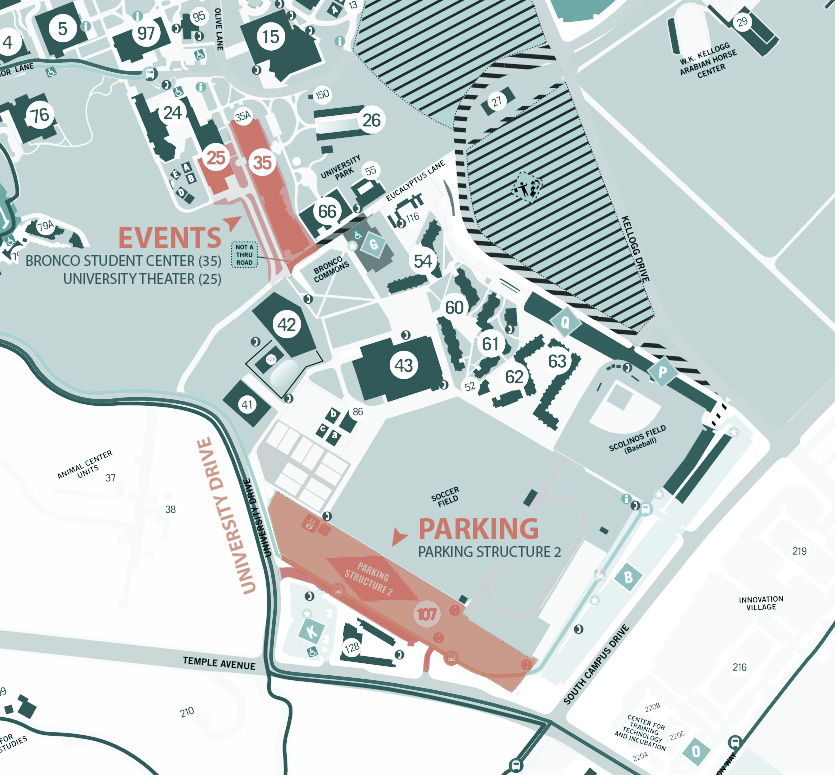 13
95
OLIVE LANE
5
97
15
29
4
W.K. KELLOGG
ARABIAN HORSE
CENTER
OR LANE
150
27
76
24
35A
26
25
35
UNIVERSITY
PARK
55
E
A
F
B
D
EUCALYPTUS LANE
66
116
79A
KELLOGG DRIVE
EVENTS
BRONCO STUDENT CENTER (35)
UNIVERSITY THEATER (25)
NOT A
THRU
ROAD
G
BRONCO
COMMONS
54
60
42
Q
61
43
63
62
52
P
41
86
b
c
a
SCOLINOS FIELD
(Baseball)
UNIVERSITY DRIVE
ANIMAL CENTER
UNITS
37
UNIVERSITY DRIVE
SOCCER
FIELD
38
PARKING
PARKING STRUCTURE 2
219
PARKING
STRUCTURE 2
B
INNOVATION
VILLAGE
107
K
128
TEMPLE AVENUE
SOUTH CAMPUS DRIVE
216
210
220B
CENTER FOR
TRAINING,
TECHNOLOGY
AND INCUBATION
220C
220A
O
FOR
STUDIES